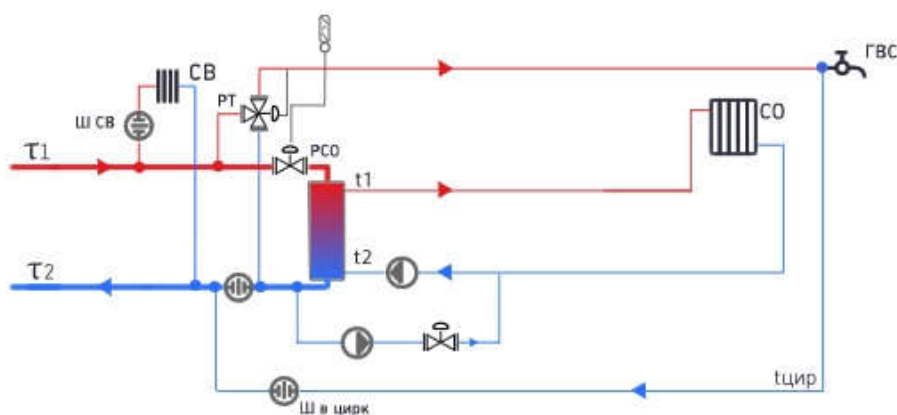 ГВС
СВ
РТ
Ш СВ
СО
τ1
РСО
t1
t2
τ2
tцир
Ш в цирк